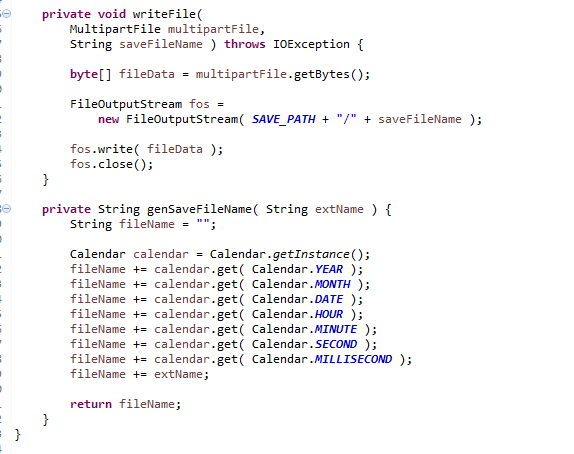 private void writeFile(
MultipartFile multipartFile,
String saveFileName ) throws IOException {
byte[] fileData = multipartFile.getBytes();
FileOutputStream fos =
new FileOutputStream( SAVE_PATH + "/" + saveFileName );
fos.write( fileData );
fos.close();
}
private String genSaveFileName( String extName ) {
String fileName = "";
Calendar calendar = Calendar.getInstance();
fileName += calendar.get( Calendar.YEAR );
fileName += calendar.get( Calendar.MONTH );
fileName += calendar.get( Calendar.DATE );
fileName += calendar.get( Calendar.HOUR );
fileName += calendar.get( Calendar.MINUTE );
fileName += calendar.get( Calendar.SECOND );
fileName += calendar.get( Calendar.MILLISECOND );
fileName += extName;
return fileName;
}
}